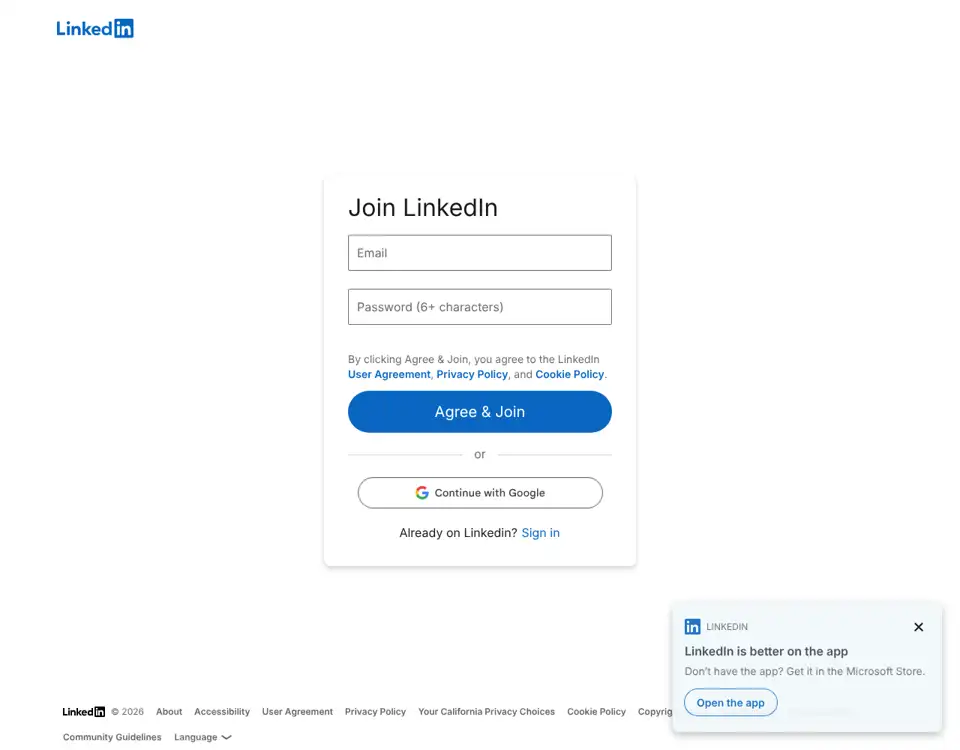 LinkedIn
Join LinkedIn
Email
Password (6+ characters)
By clicking Agree & Join, you agree to the LinkedIn
User Agreement, Privacy Policy, and Cookie Policy.
Agree & Join
or
Continue with Google
Already on Linkedin? Sign in
in LINKEDIN
LinkedIn is better on the app
Don't have the app? Get it in the Microsoft Store.
Open the app
LinkedIn © 2026 About Accessibility User Agreement Privacy Policy Your California Privacy Choices Cookie Policy Copyrig
Community Guidelines Language